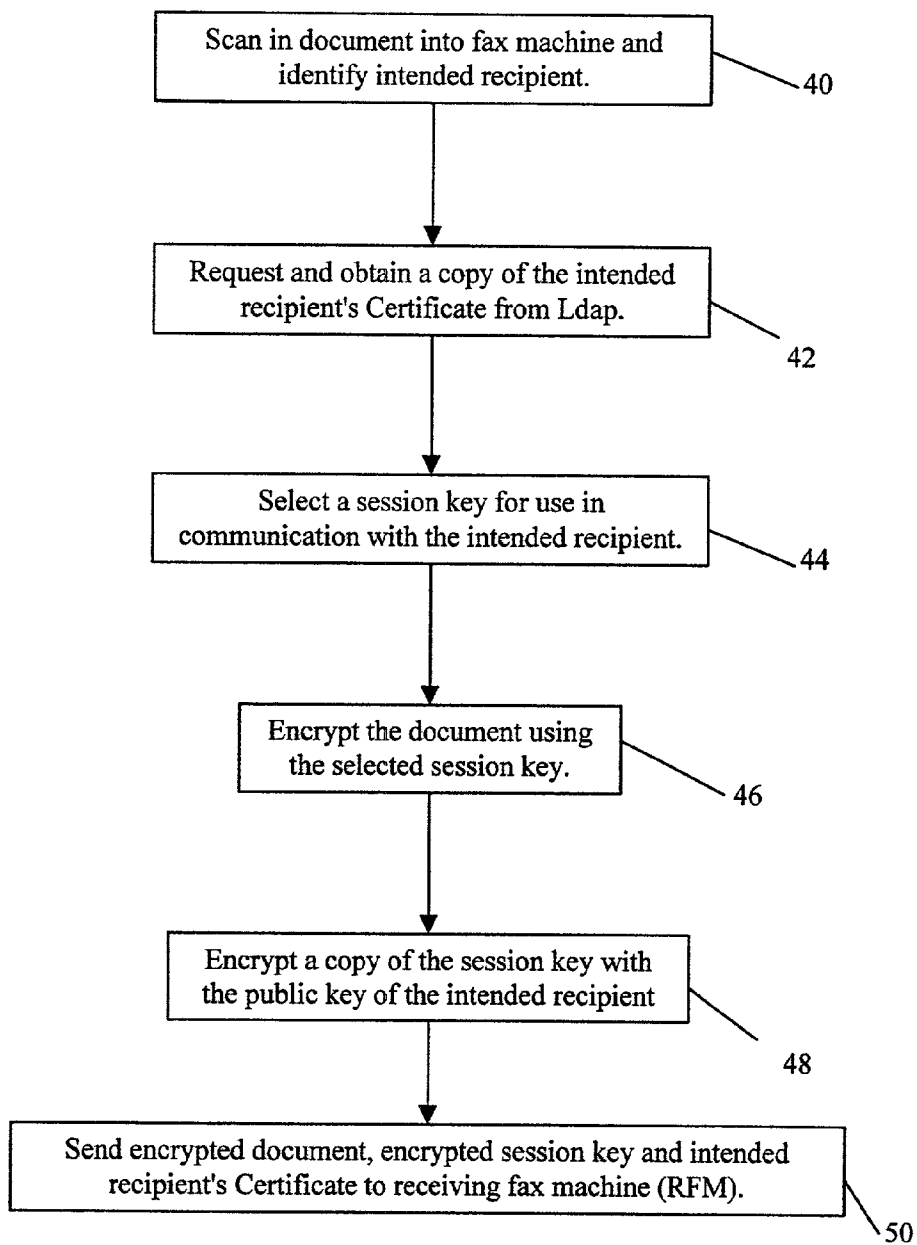 Scan in document into fax machine and
identify intended recipient.
40
Request and obtain a copy of the intended
recipient's Certificate from Ldap.
42
Select a session key for use in
communication with the intended recipient.
44
Encrypt the document using
the selected session key.
46
Encrypt a copy of the session key with
the public key of the intended recipient
48
Send encrypted document, encrypted session key and intended
recipient's Certificate to receiving fax machine (RFM).
50